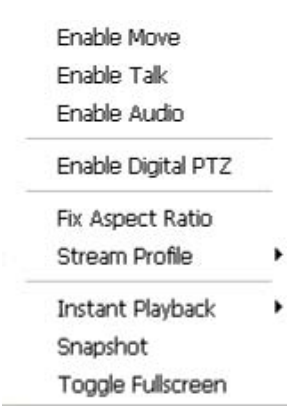 Enable Move
Enable Talk
Enable Audio
Enable Digital PTZ
Fix Aspect Ratio
Stream Profile
Instant Playback
Snapshot
Toggle Fullscreen